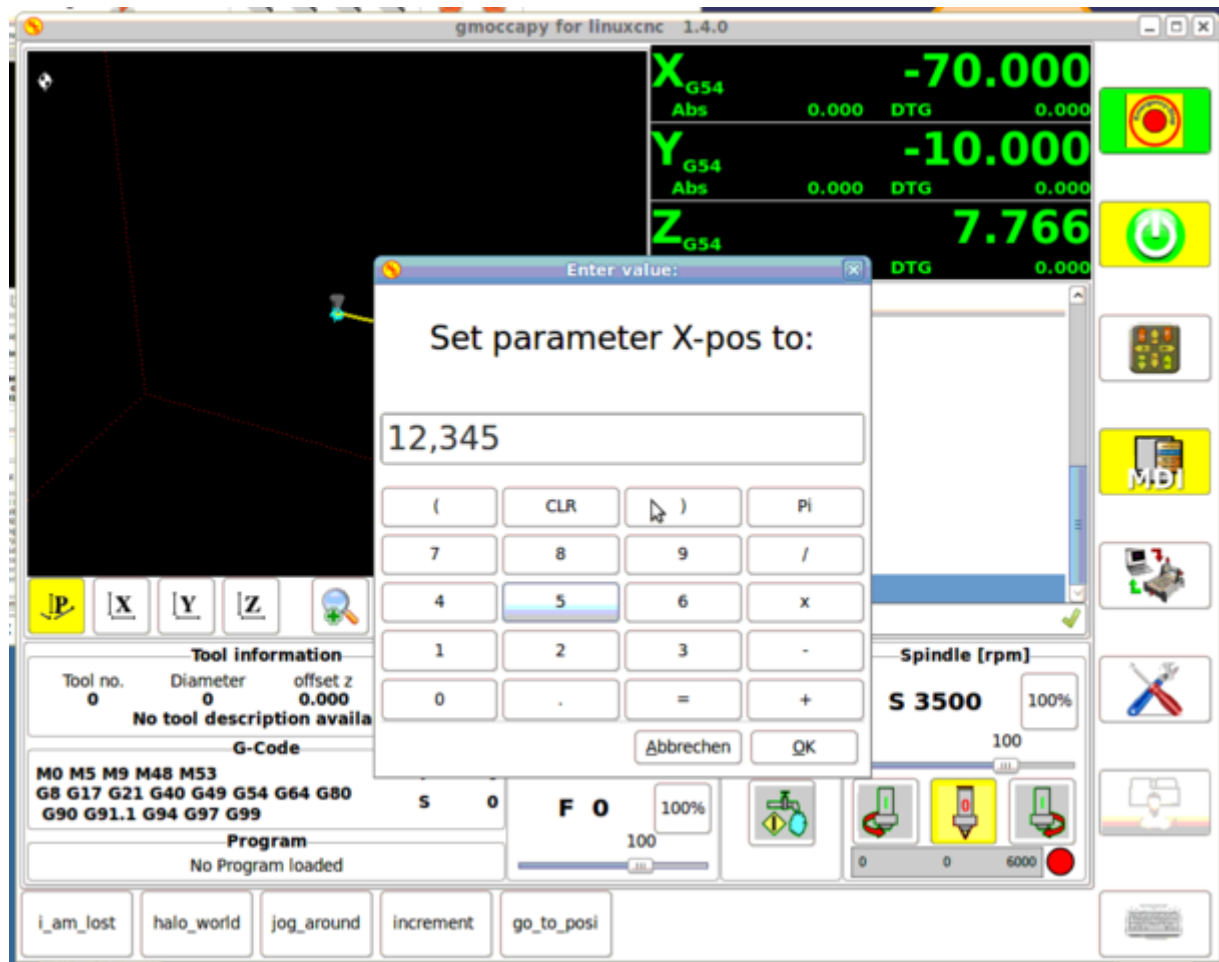 gmoccapy for linuxcnc 1.4.0
X G54 -70.000
Abs 0.000 DTG 0.000
Y G54 -10.000
Abs 0.000 DTG 0.000
Z G54 7.766
DTG 0.000
Enter value:
Set parameter X-pos to:
12,345
( CLR ) Pi
7 8 9 /
4 5 6 x
1 2 3 -
0 . = +
Abbrechen OK
MDI
P X Y Z
Tool information
Tool no. Diameter offset z
0 0 0.000
No tool description availa
G-Code
M0 M5 M9 M48 M53
G8 G17 G21 G40 G49 G54 G64 G80
G90 G91.1 G94 G97 G99
Program
No Program loaded
S 0
F 0 100%
100
Spindle [rpm]
S 3500 100%
100
0 0 6000
i_am_lost halo_world jog_around increment go_to_posi